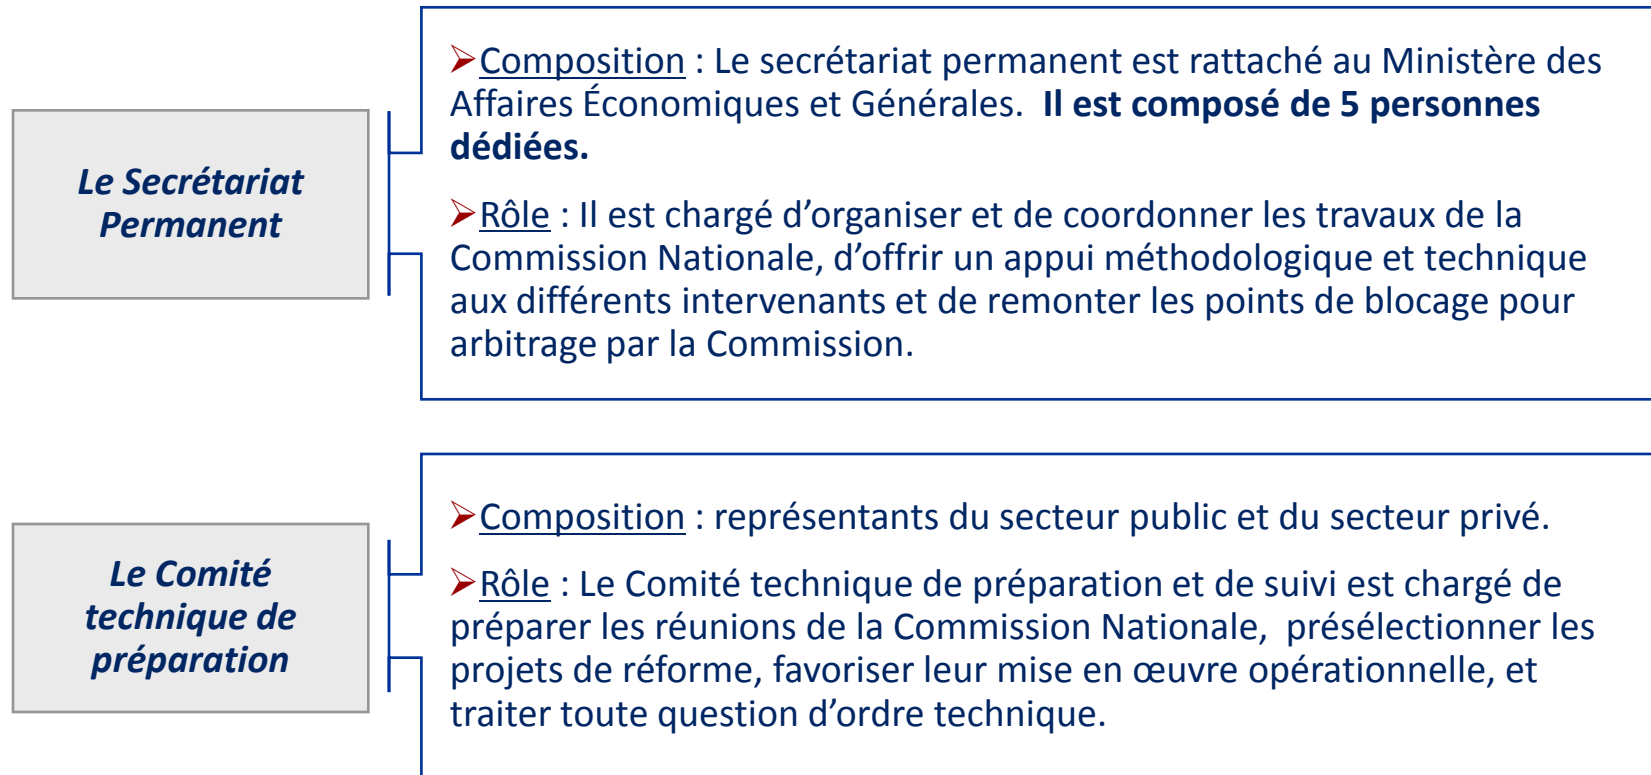 Le Secrétariat
Permanent
➢Composition : Le secrétariat permanent est rattaché au Ministère des
Affaires Économiques et Générales.  Il est composé de 5 personnes
dédiées.
➢Rôle : Il est chargé d’organiser et de coordonner les travaux de la
Commission Nationale, d’offrir un appui méthodologique et technique
aux différents intervenants et de remonter les points de blocage pour
arbitrage par la Commission.
Le Comité
technique de
préparation
➢Composition : représentants du secteur public et du secteur privé.
➢Rôle : Le Comité technique de préparation et de suivi est chargé de
préparer les réunions de la Commission Nationale,  présélectionner les
projets de réforme, favoriser leur mise en œuvre opérationnelle, et
traiter toute question d’ordre technique.